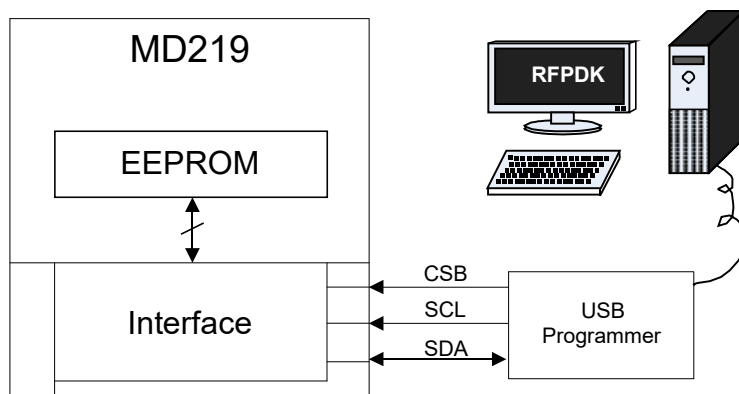 MD219
RFPDK
EEPROM
CSB
SCL
SDA
Interface
USB
Programmer